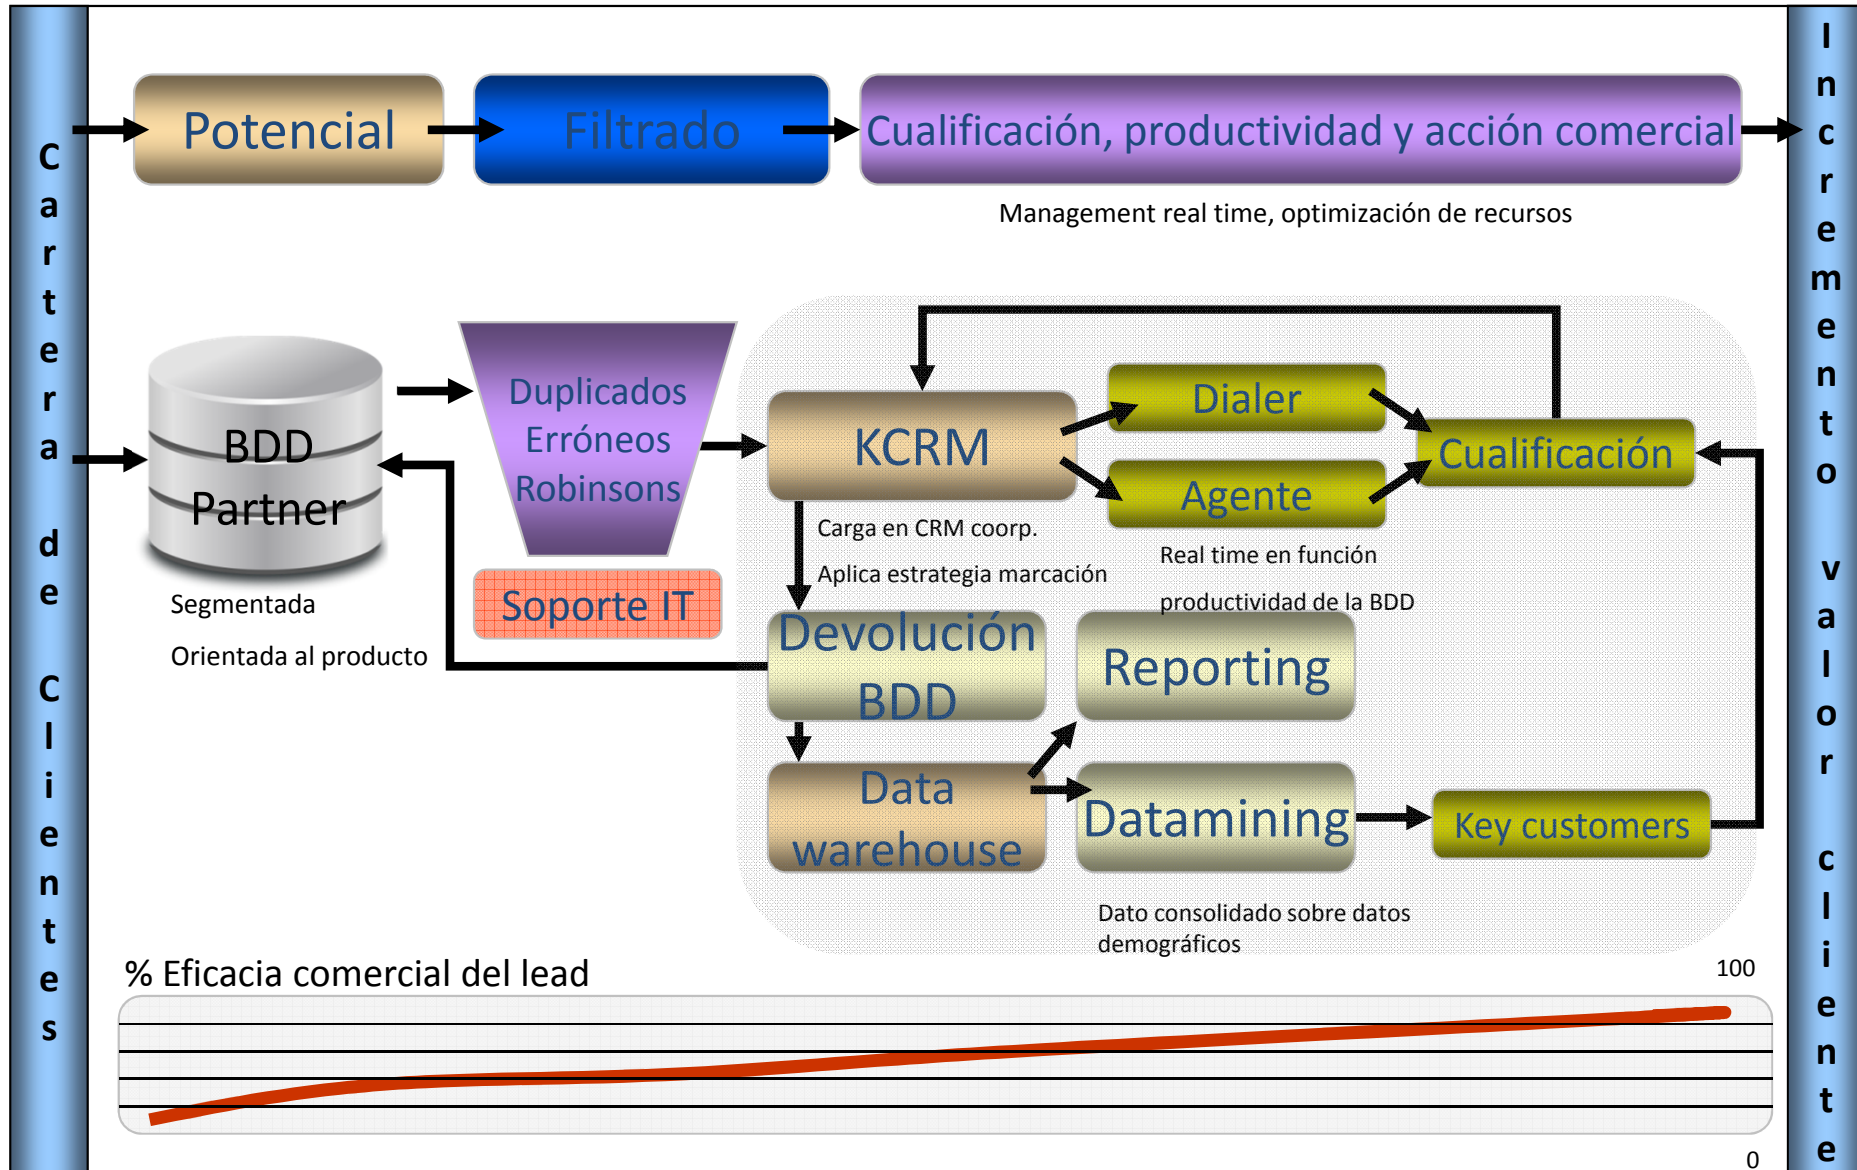 Cartera de Clientes
Potencial
Filtrado
Cualificación, productividad y acción comercial
Management real time, optimización de recursos
BDD
Partner
Segmentada
Orientada al producto
Duplicados
Erróneos
Robinsons
Soporte IT
KCRM
Carga en CRM coorp.
Aplica estrategia marcación
Dialer
Agente
Cualificación
Real time en función
productividad de la BDD
Devolución
BDD
Reporting
Data
warehouse
Datamining
Key customers
Dato consolidado sobre datos
demográficos
% Eficacia comercial del lead
100
0
Incremento valor cliente